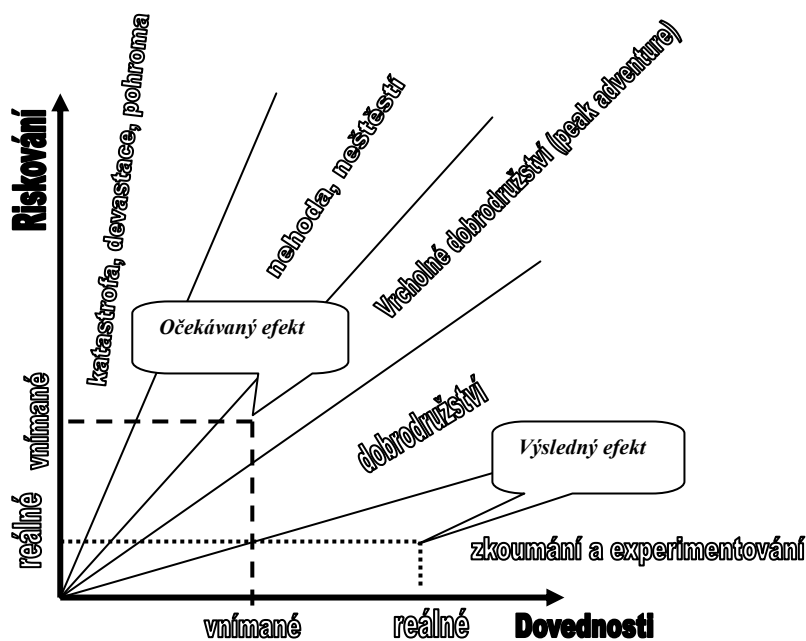 katastrofa, devastace, pohroma
nehoda, neštěstí
Vrcholné dobrodružství (peak adventure)
Riskování
Očekávaný efekt
dobrodružství
Výsledný efekt
vnímané
reálné
zkoumání a experimentování
vnímané
reálné
Dovednosti